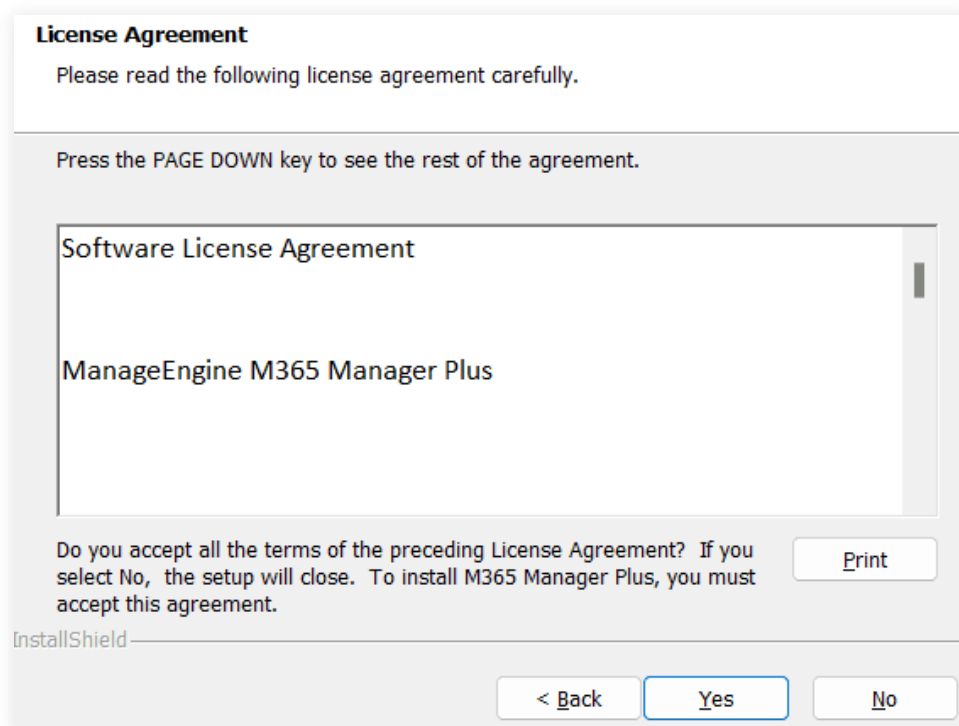 License Agreement
Please read the following license agreement carefully.
Press the PAGE DOWN key to see the rest of the agreement.
Software License Agreement
ManageEngine M365 Manager Plus
Do you accept all the terms of the preceding License Agreement?  If you
select No,  the setup will close.  To install M365 Manager Plus, you must
accept this agreement.
Print
InstallShield
< Back
Yes
No